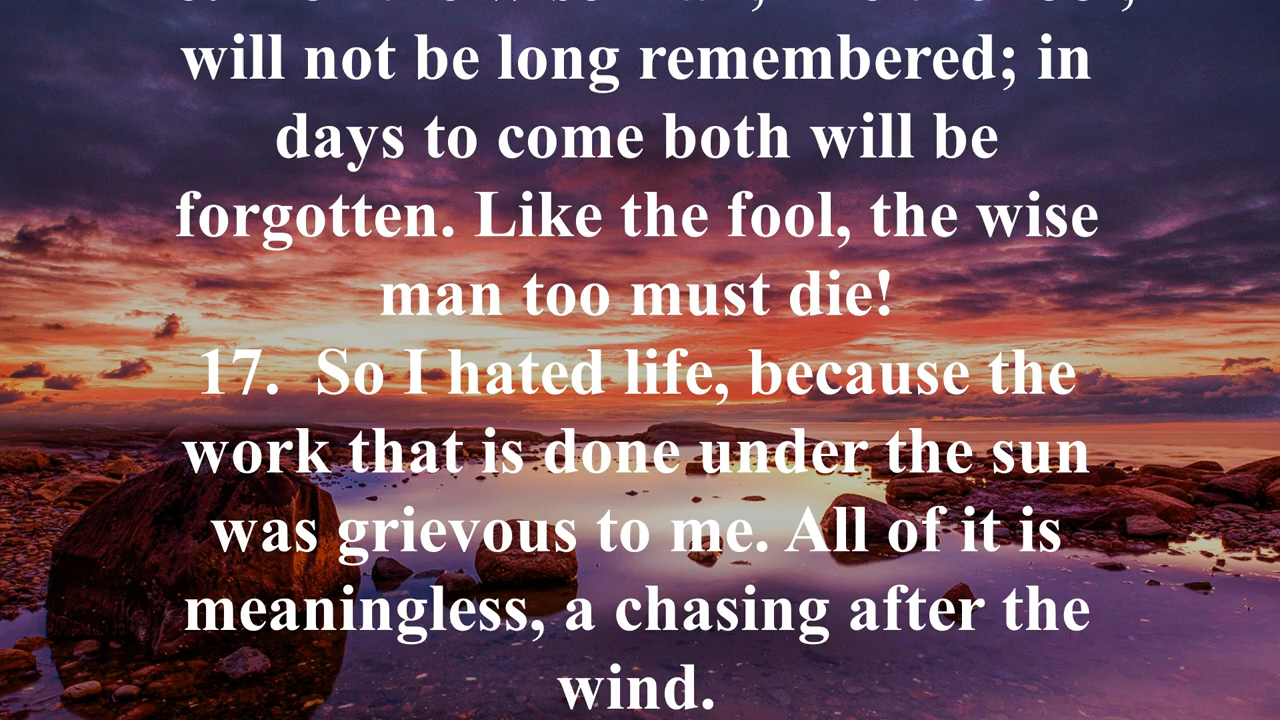 will not be long remembered; in
days to come both will be
forgotten. Like the fool, the wise
man too must die!
17. So I hated life, because the
work that is done under the sun
was grievous to me. All of it is
meaningless, a chasing after the
wind.